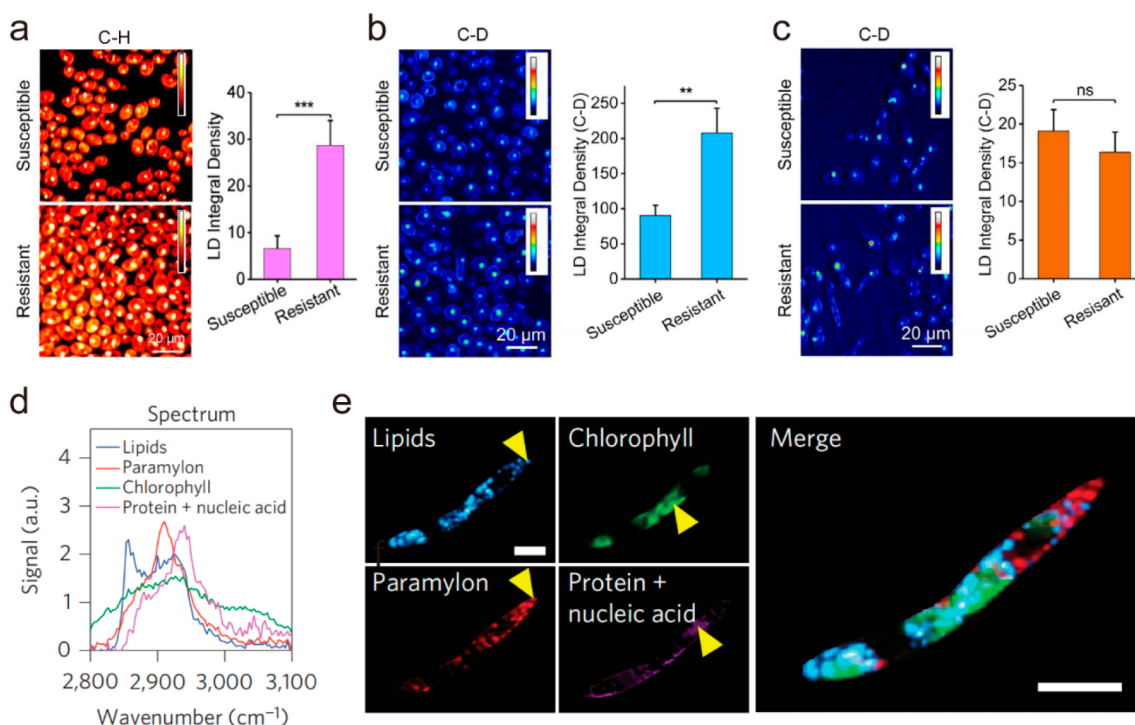 a
C-H
Susceptible
Resistant
20 μm
LD Integral Density
40
30
20
10
0
***
Susceptible
Resistant
b
C-D
Susceptible
Resistant
20 μm
LD Integral Density (C-D)
250
200
150
100
50
0
**
Susceptible
Resistant
c
C-D
Susceptible
Resistant
20 μm
LD Integral Density (C-D)
25
20
15
10
5
0
ns
Susceptible
Resisant
d
Spectrum
Lipids
Paramylon
Chlorophyll
Protein + nucleic acid
Signal (a.u.)
4
3
2
1
0
2,800 2,900 3,000 3,100
Wavenumber (cm⁻¹)
e
Lipids
Chlorophyll
f
Paramylon
Protein +
nucleic acid
Merge